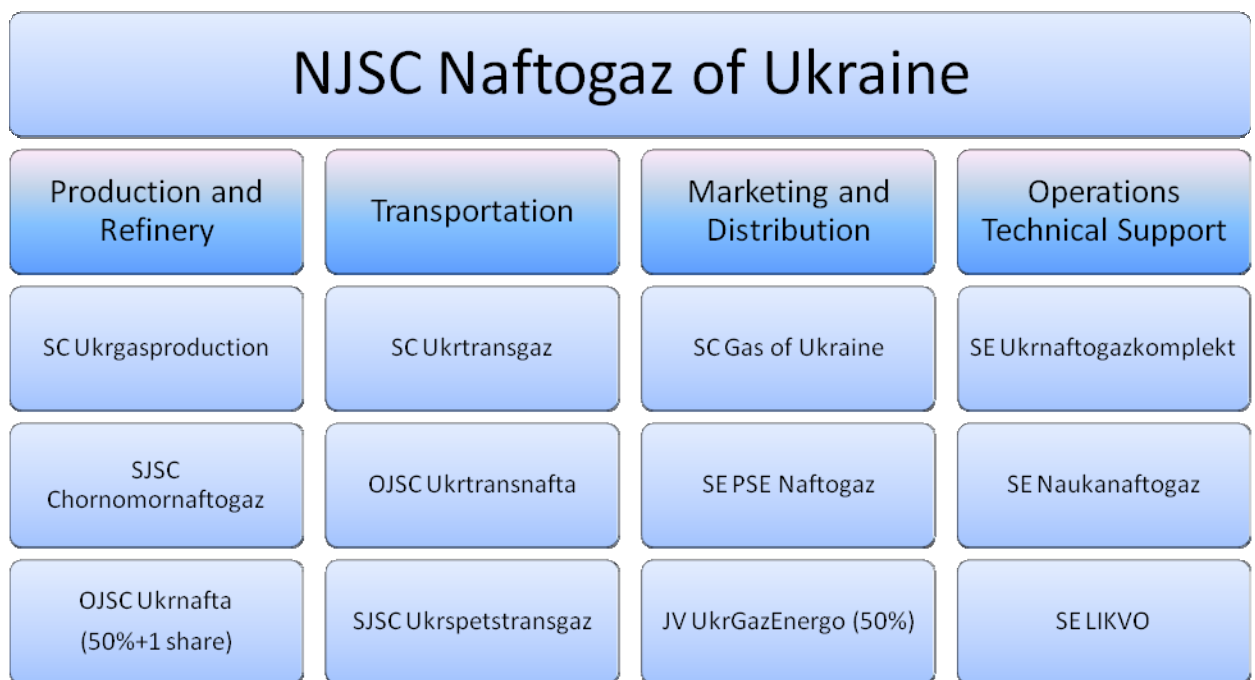 NJSC Naftogaz of Ukraine
Production and
Refinery
Transportation
Marketing and
Distribution
Operations
Technical Support
SC Ukrgasproduction
SC Ukrtransgaz
SC Gas of Ukraine
SE Ukrnaftogazkomplekt
SJSC
Chornomornaftogaz
OJSC Ukrtransnafta
SE PSE Naftogaz
SE Naukanaftogaz
OJSC Ukrnafta
(50%+1 share)
SJSC Ukrspetstransgaz
JV UkrGazEnergo (50%)
SE LIKVO